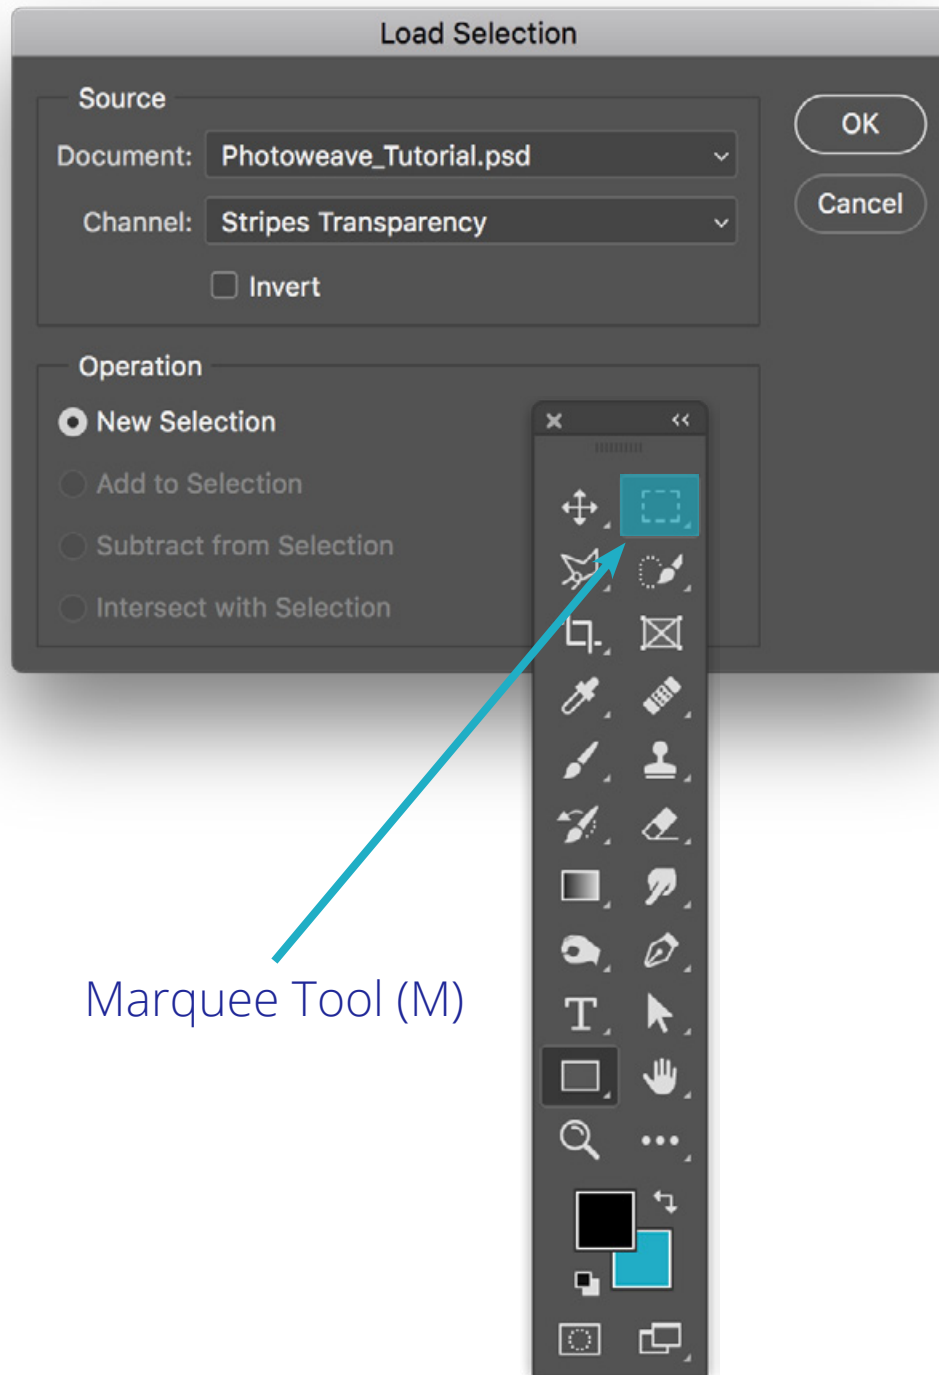 Load Selection
Source
Document: Photoweave_Tutorial.psd
OK
Channel: Stripes Transparency
Cancel
Invert
Operation
New Selection
Add to Selection
Subtract from Selection
Intersect with Selection
Marquee Tool (M)